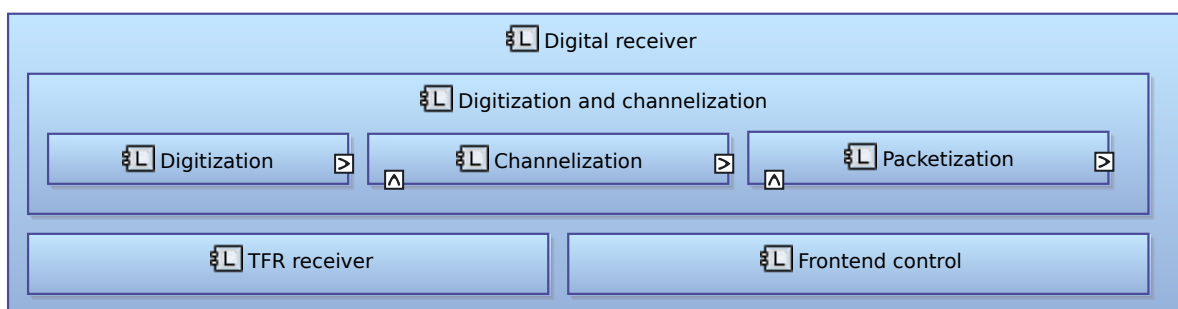 Digital receiver
Digitization and channelization
Digitization
Channelization
Packetization
TFR receiver
Frontend control